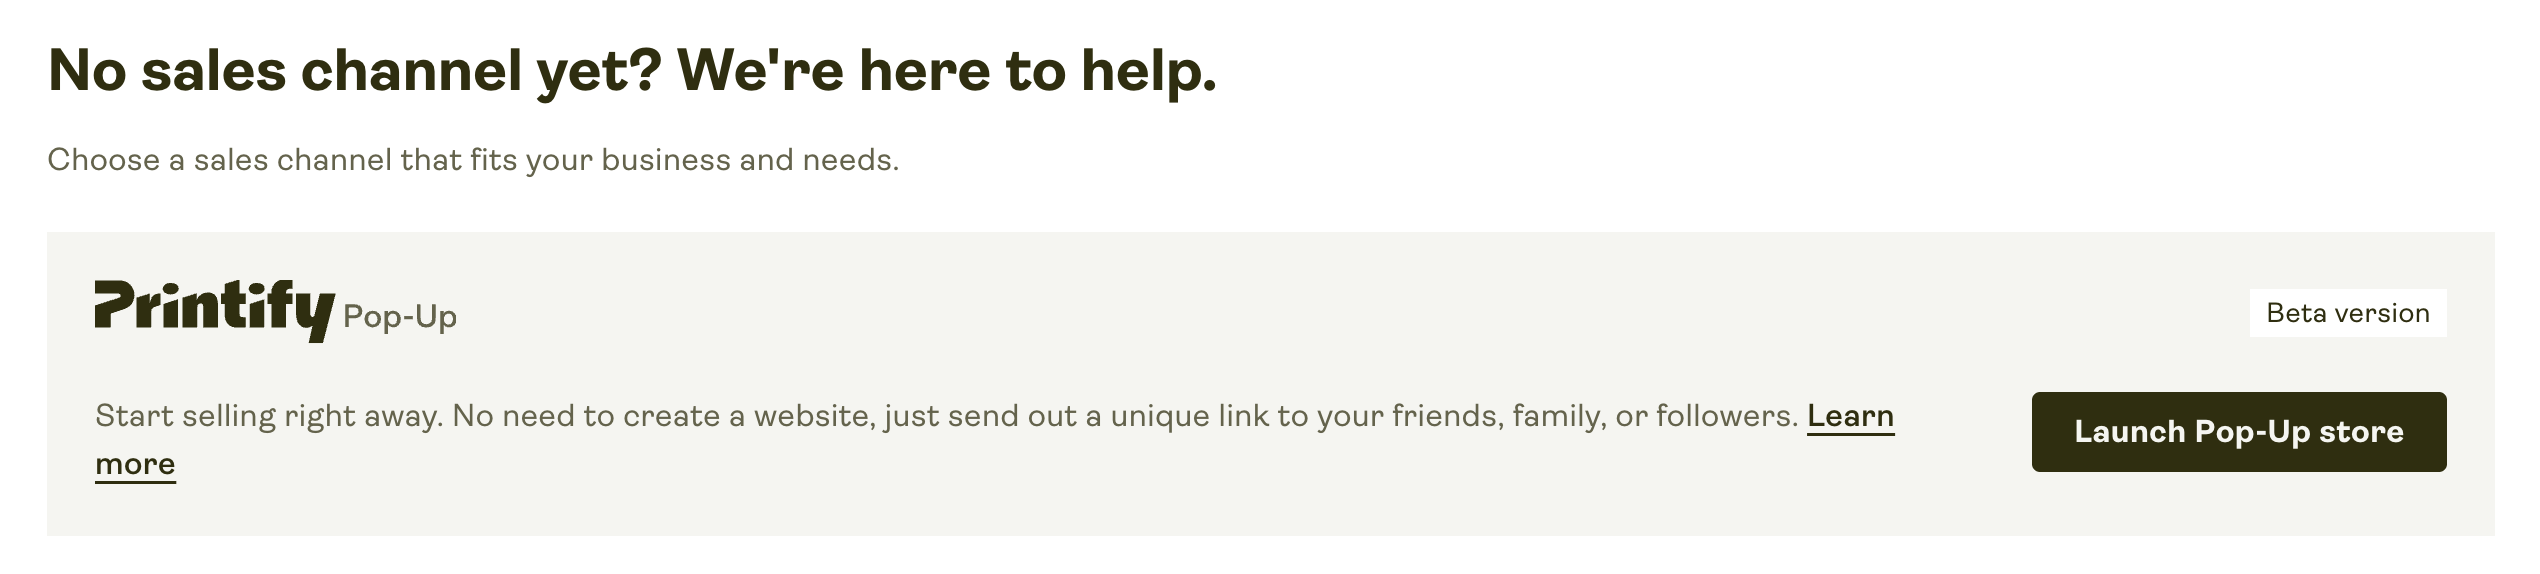 No sales channel yet? We're here to help.
Choose a sales channel that fits your business and needs.
Printify Pop-Up
Beta version
Start selling right away. No need to create a website, just send out a unique link to your friends, family, or followers. Learn
more
Launch Pop-Up store